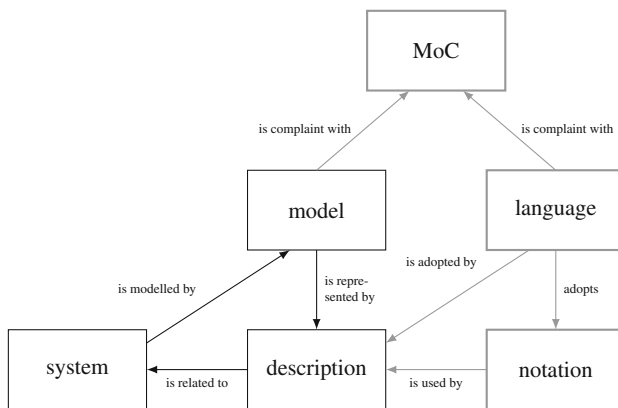 MoC
is complaint with
is complaint with
model
language
is modelled by
is repre-
sented by
is adopted by
adopts
system
description
notation
is related to
is used by